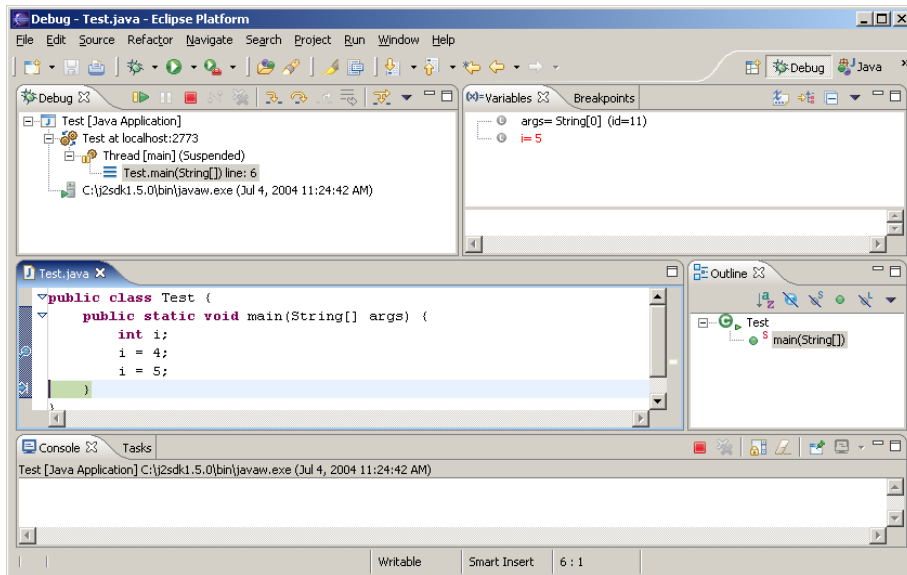 Debug - Test.java - Eclipse Platform
File Edit Source Refactor Navigate Search Project Run Window Help
Debug Java
Debug
(x)=Variables Breakpoints
Test [Java Application]
Test at localhost:2773
Thread [main] (Suspended)
Test.main(String[]) line: 6
C:\j2sdk1.5.0\bin\javaw.exe (Jul 4, 2004 11:24:42 AM)
args= String[0] (id=11)
i= 5
Test.java
public class Test {
public static void main(String[] args) {
int i;
i = 4;
i = 5;
}
}
Outline
Test
main(String[])
Console Tasks
Test [Java Application] C:\j2sdk1.5.0\bin\javaw.exe (Jul 4, 2004 11:24:42 AM)
Writable Smart Insert 6 : 1